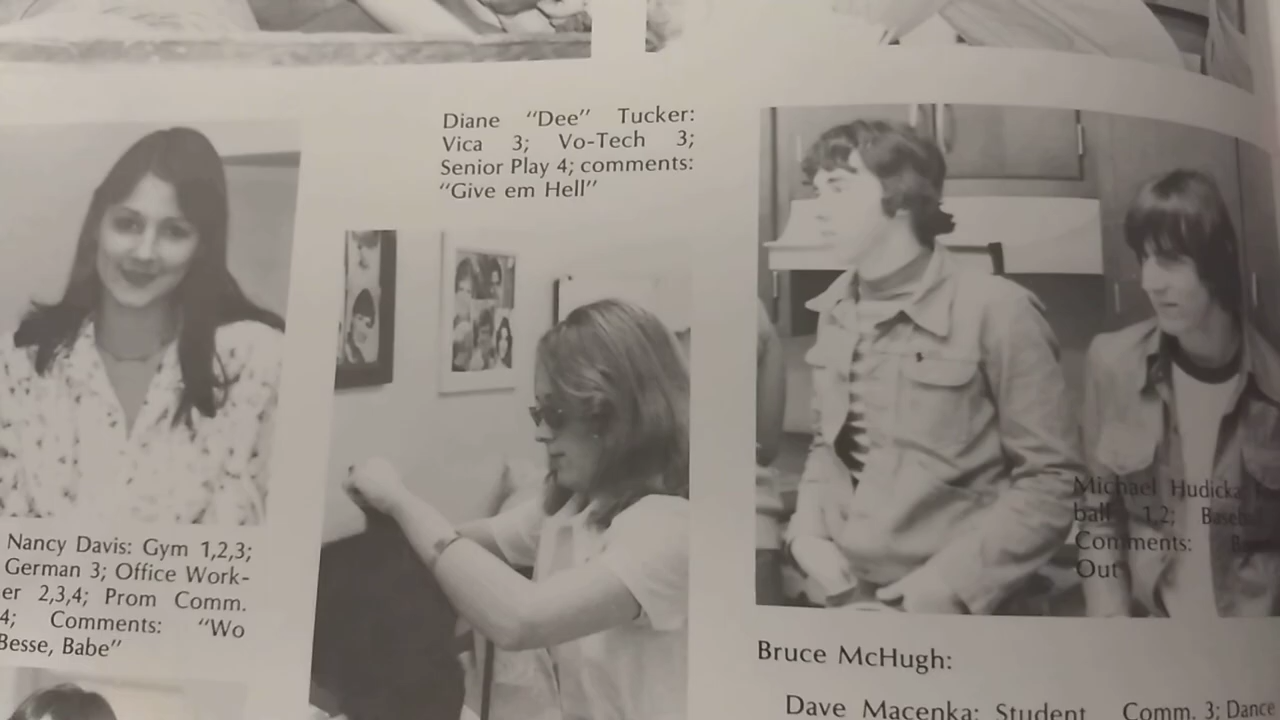 Diane "Dee" Tucker:
Vica 3; Vo-Tech 3;
Senior Play 4; comments:
"Give em Hell"
Nancy Davis: Gym 1,2,3;
German 3; Office Work-
er 2,3,4; Prom Comm.
4; Comments: "Wo
Besse, Babe"
Michael Hudicka
ball 1,2; Baseball
Comments:
Out
Bruce McHugh:
Dave Macenka: Student Comm. 3; Dance